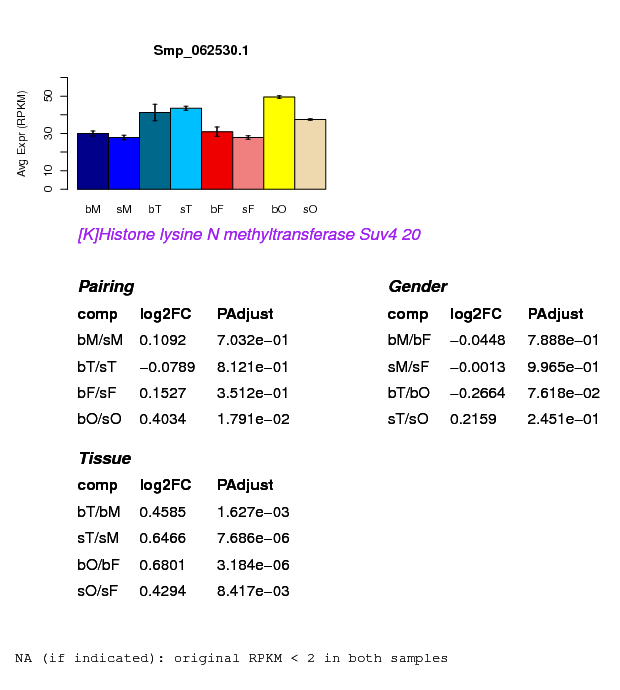 Smp_062530.1
Avg Expr (RPKM)
50
30
10
0
bM sM bT sT bF sF bO sO
[K]Histone lysine N methyltransferase Suv4 20
Pairing
comp log2FC PAdjust
bM/sM 0.1092 7.032e−01
bT/sT −0.0789 8.121e−01
bF/sF 0.1527 3.512e−01
bO/sO 0.4034 1.791e−02
Gender
comp log2FC PAdjust
bM/bF −0.0448 7.888e−01
sM/sF −0.0013 9.965e−01
bT/bO −0.2664 7.618e−02
sT/sO 0.2159 2.451e−01
Tissue
comp log2FC PAdjust
bT/bM 0.4585 1.627e−03
sT/sM 0.6466 7.686e−06
bO/bF 0.6801 3.184e−06
sO/sF 0.4294 8.417e−03
NA (if indicated): original RPKM < 2 in both samples